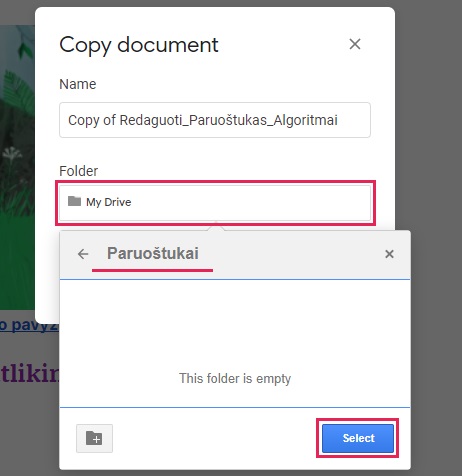 Copy document
Name
Copy of Redaguoti_Paruoštukas_Algoritmai
Folder
My Drive
Paruoštukai
o pavyz
tlikin
This folder is empty
Select